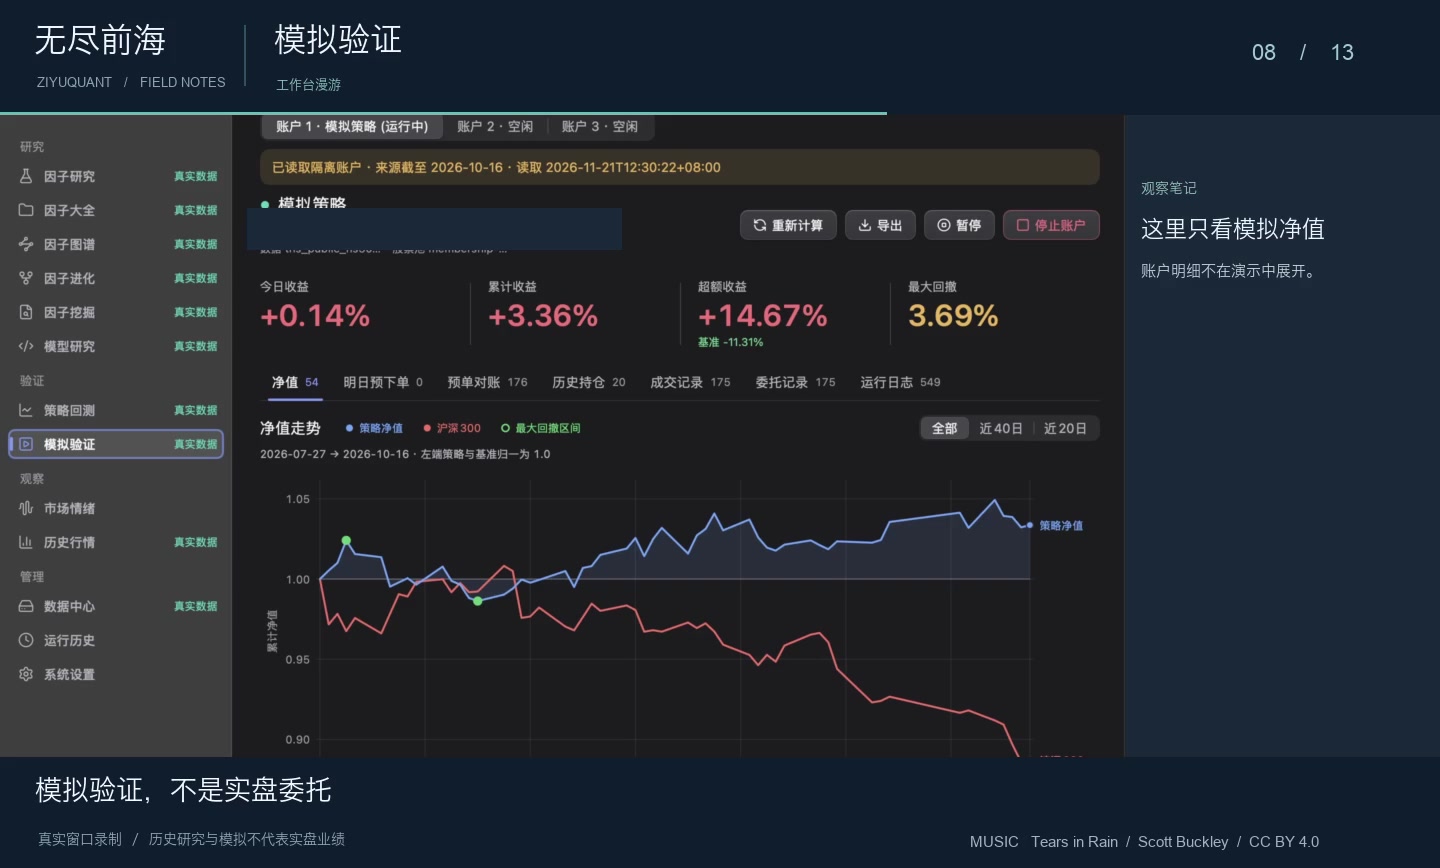 无尽前海
ZIYUQUANT / FIELD NOTES
模拟验证
工作台漫游
08 / 13
研究
因子研究 真实数据
因子大全 真实数据
因子图谱 真实数据
因子进化 真实数据
因子挖掘 真实数据
模型研究 真实数据
验证
策略回测 真实数据
模拟验证 真实数据
观察
市场情绪
历史行情 真实数据
管理
数据中心 真实数据
运行历史
系统设置
账户 1 · 模拟策略 (运行中) 账户 2 · 空闲 账户 3 · 空闲
已读取隔离账户 · 来源截至 2026-10-16 · 读取 2026-11-21T12:30:22+08:00
模拟策略
重新计算 导出 暂停 停止账户
今日收益 累计收益 超额收益 最大回撤
+0.14% +3.36% +14.67% 3.69%
基准 -11.31%
净值 54 明日预下单 0 预单对账 176 历史持仓 20 成交记录 175 委托记录 175 运行日志 549
净值走势 策略净值 沪深300 最大回撤区间 全部 近40日 近20日
2026-07-27 → 2026-10-16 · 左端策略与基准归一为 1.0
1.05
1.00
0.95
0.90
累计净值
策略净值
观察笔记
这里只看模拟净值
账户明细不在演示中展开。
模拟验证，不是实盘委托
真实窗口录制 / 历史研究与模拟不代表实盘业绩
MUSIC Tears in Rain / Scott Buckley / CC BY 4.0